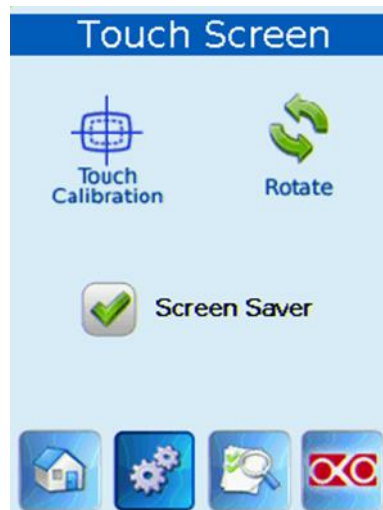 Touch Screen
Touch
Calibration
Rotate
Screen Saver